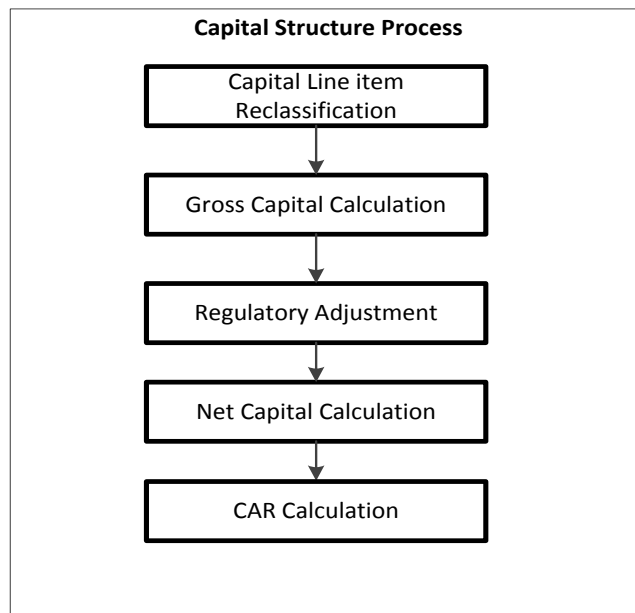 Capital Structure Process
Capital Line item
Reclassification
Gross Capital Calculation
Regulatory Adjustment
Net Capital Calculation
CAR Calculation